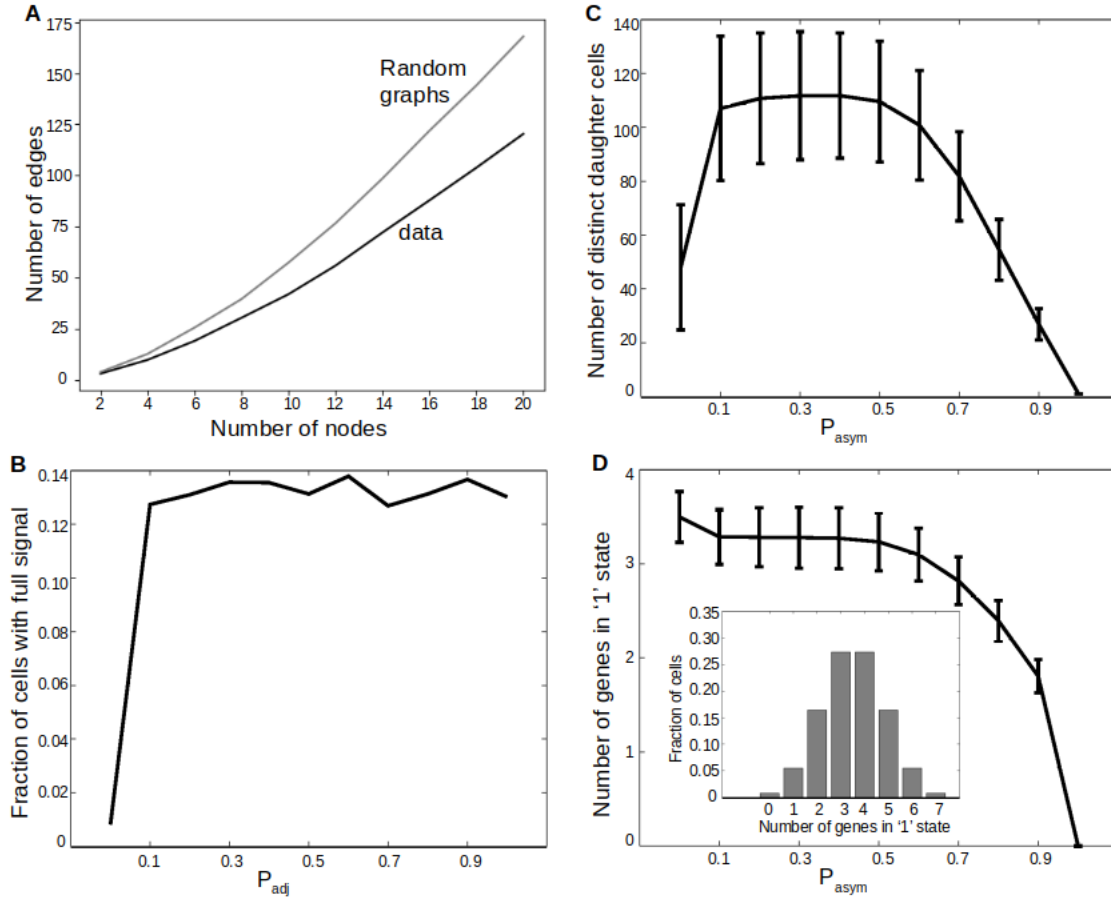 A
175
150
125
100
75
50
25
0
Number of edges
Random
graphs
data
2 4 6 8 10 12 14 16 18 20
Number of nodes
B
0.14
0.12
0.10
0.08
0.06
0.04
0.02
0
Fraction of cells with full signal
0.1 0.3 0.5 0.7 0.9
Padj
C
140
120
100
80
60
40
20
0
Number of distinct daughter cells
0.1 0.3 0.5 0.7 0.9
Pasym
D
4
3
2
1
0
Number of genes in ‘1’ state
0.35
0.30
0.25
0.20
0.15
0.10
0.05
0
Fraction of cells
0 1 2 3 4 5 6 7
Number of genes in ‘1’ state
0.1 0.3 0.5 0.7 0.9
Pasym